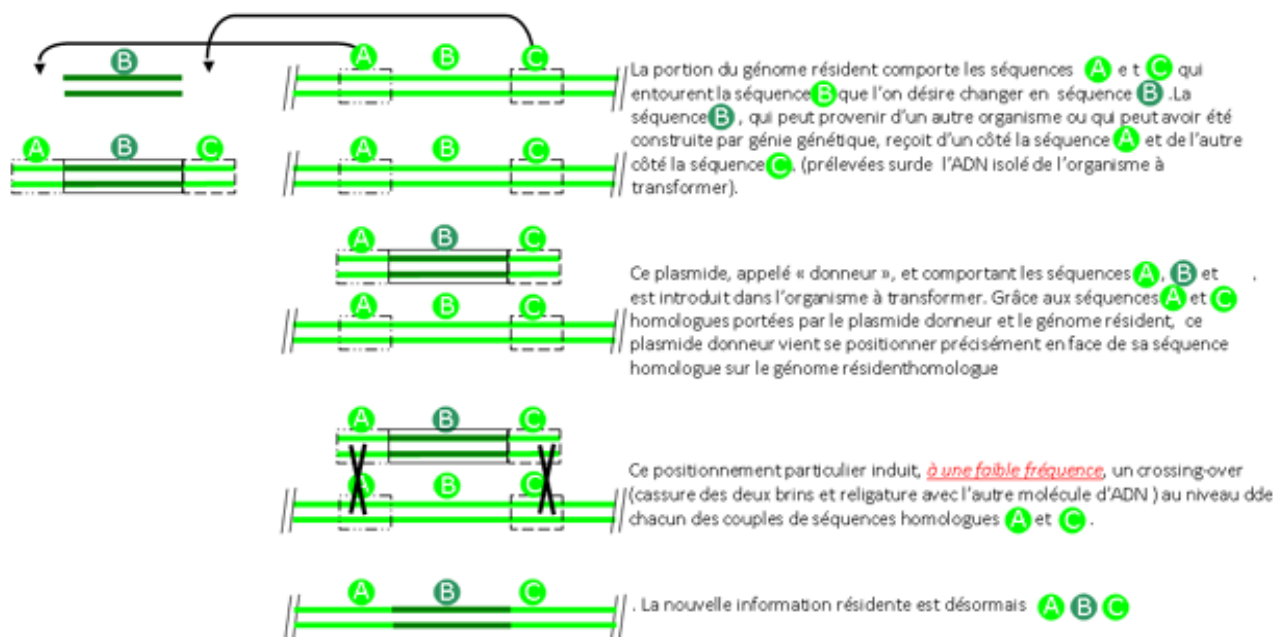 B A B C
La portion du génome résident comporte les séquences A e t C qui
entourent la séquence B que l'on désire changer en séquence B .La
séquence B , qui peut provenir d'un autre organisme ou qui peut avoir été
construite par génie génétique, reçoit d'un côté la séquence A et de l'autre
côté la séquence C. (prélevées surde l'ADN isolé de l'organisme à
transformer).
A B C A B C
A B C
Ce plasmide, appelé « donneur », et comportant les séquences A, B et .
est introduit dans l'organisme à transformer. Grâce aux séquences A et C
homologues portées par le plasmide donneur et le génome résident, ce
plasmide donneur vient se positionner précisément en face de sa séquence
homologue sur le génome résidenthomologue
A B C
A B C
Ce positionnement particulier induit, à une faible fréquence, un crossing-over
(cassure des deux brins et religature avec l'autre molécule d'ADN ) au niveau dde
chacun des couples de séquences homologues A et C .
A B C
A B C
. La nouvelle information résidente est désormais A B C